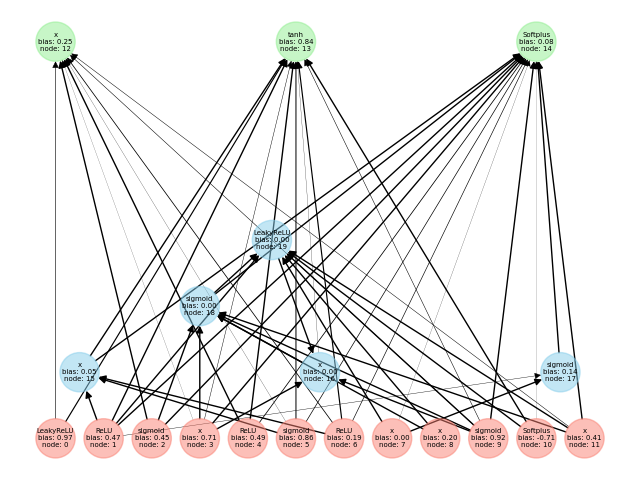 x
bias: 0.25
node: 12
tanh
bias: 0.84
node: 13
Softplus
bias: 0.08
node: 14
LeakyReLU
bias: 0.00
node: 19
sigmoid
bias: 0.00
node: 18
x
bias: 0.05
node: 15
x
bias: 0.00
node: 16
sigmoid
bias: 0.14
node: 17
LeakyReLU
bias: 0.97
node: 0
ReLU
bias: 0.47
node: 1
sigmoid
bias: 0.45
node: 2
x
bias: 0.71
node: 3
ReLU
bias: 0.49
node: 4
sigmoid
bias: 0.86
node: 5
ReLU
bias: 0.19
node: 6
x
bias: 0.00
node: 7
x
bias: 0.20
node: 8
sigmoid
bias: 0.92
node: 9
Softplus
bias: -0.71
node: 10
x
bias: 0.41
node: 11